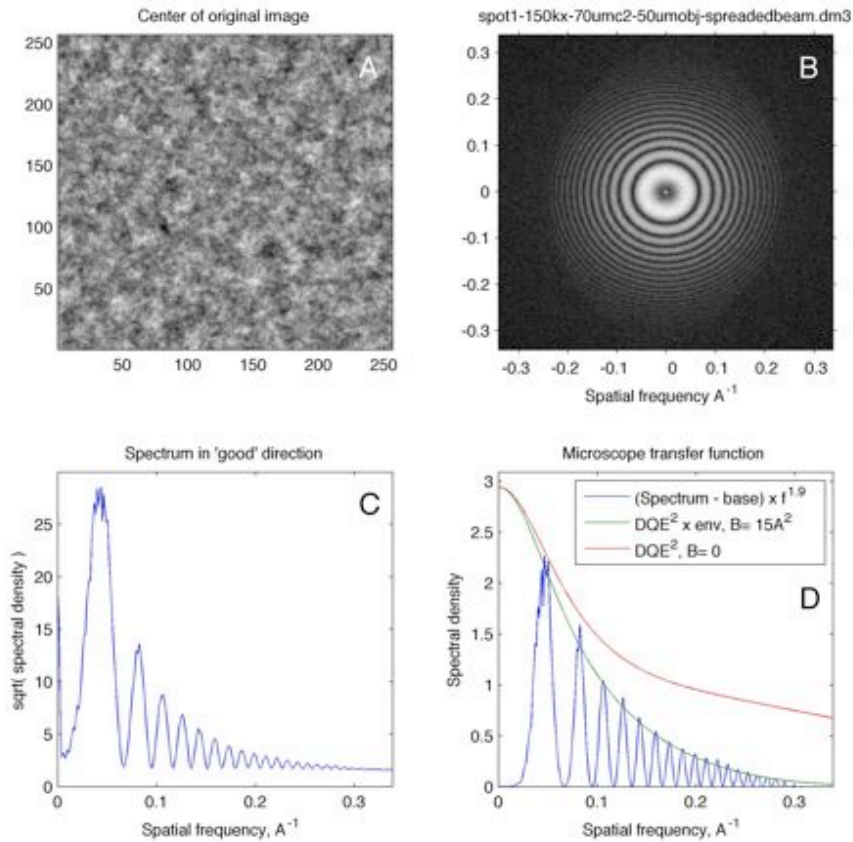 Center of original image
A
250
200
150
100
50
50 100 150 200 250
spot1-150kx-70umc2-50umobj-spreadedbeam.dm3
B
0.3
0.2
0.1
0
-0.1
-0.2
-0.3
-0.3 -0.2 -0.1 0 0.1 0.2 0.3
Spatial frequency A⁻¹
Spectrum in 'good' direction
C
sqrt( spectral density )
25
20
15
10
5
0
0 0.1 0.2 0.3
Spatial frequency, A⁻¹
Microscope transfer function
(Spectrum - base) x f¹·⁹
DQE² x env, B= 15A²
DQE², B= 0
D
Spectral density
3
2.5
2
1.5
1
0.5
0
0 0.1 0.2 0.3
Spatial frequency, A⁻¹